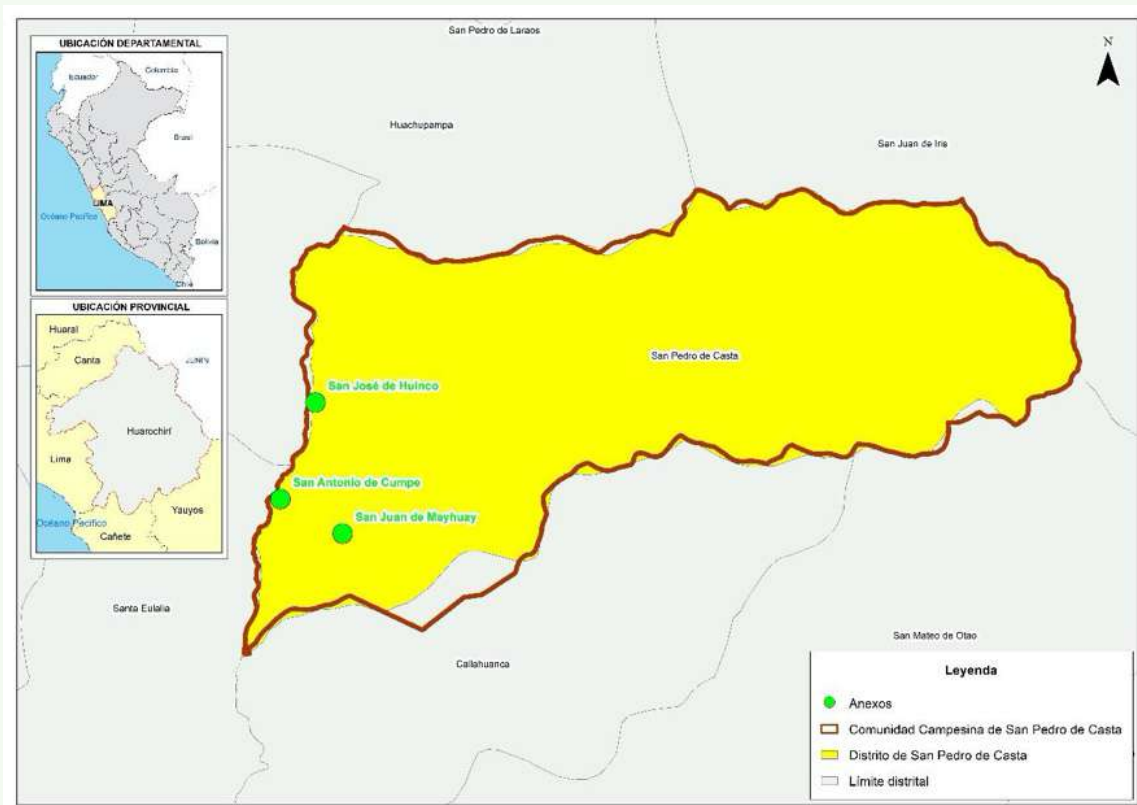 UBICACIÓN DEPARTAMENTAL
Ecuador
Colombia
Brasil
LIMA
Océano Pacífico
Bolivia
Chile
UBICACIÓN PROVINCIAL
Huaral
Canta
JUNÍN
Huarochirí
Lima
Yauyos
Océano Pacífico
Cañete
San Pedro de Laraos
N
Huachupampa
San Juan de Iris
San Pedro de Casta
San José de Huinco
San Antonio de Cumpe
San Juan de Mayhuay
Santa Eulalia
Callahuanca
San Mateo de Otao
Leyenda
Anexos
Comunidad Campesina de San Pedro de Casta
Distrito de San Pedro de Casta
Límite distrital